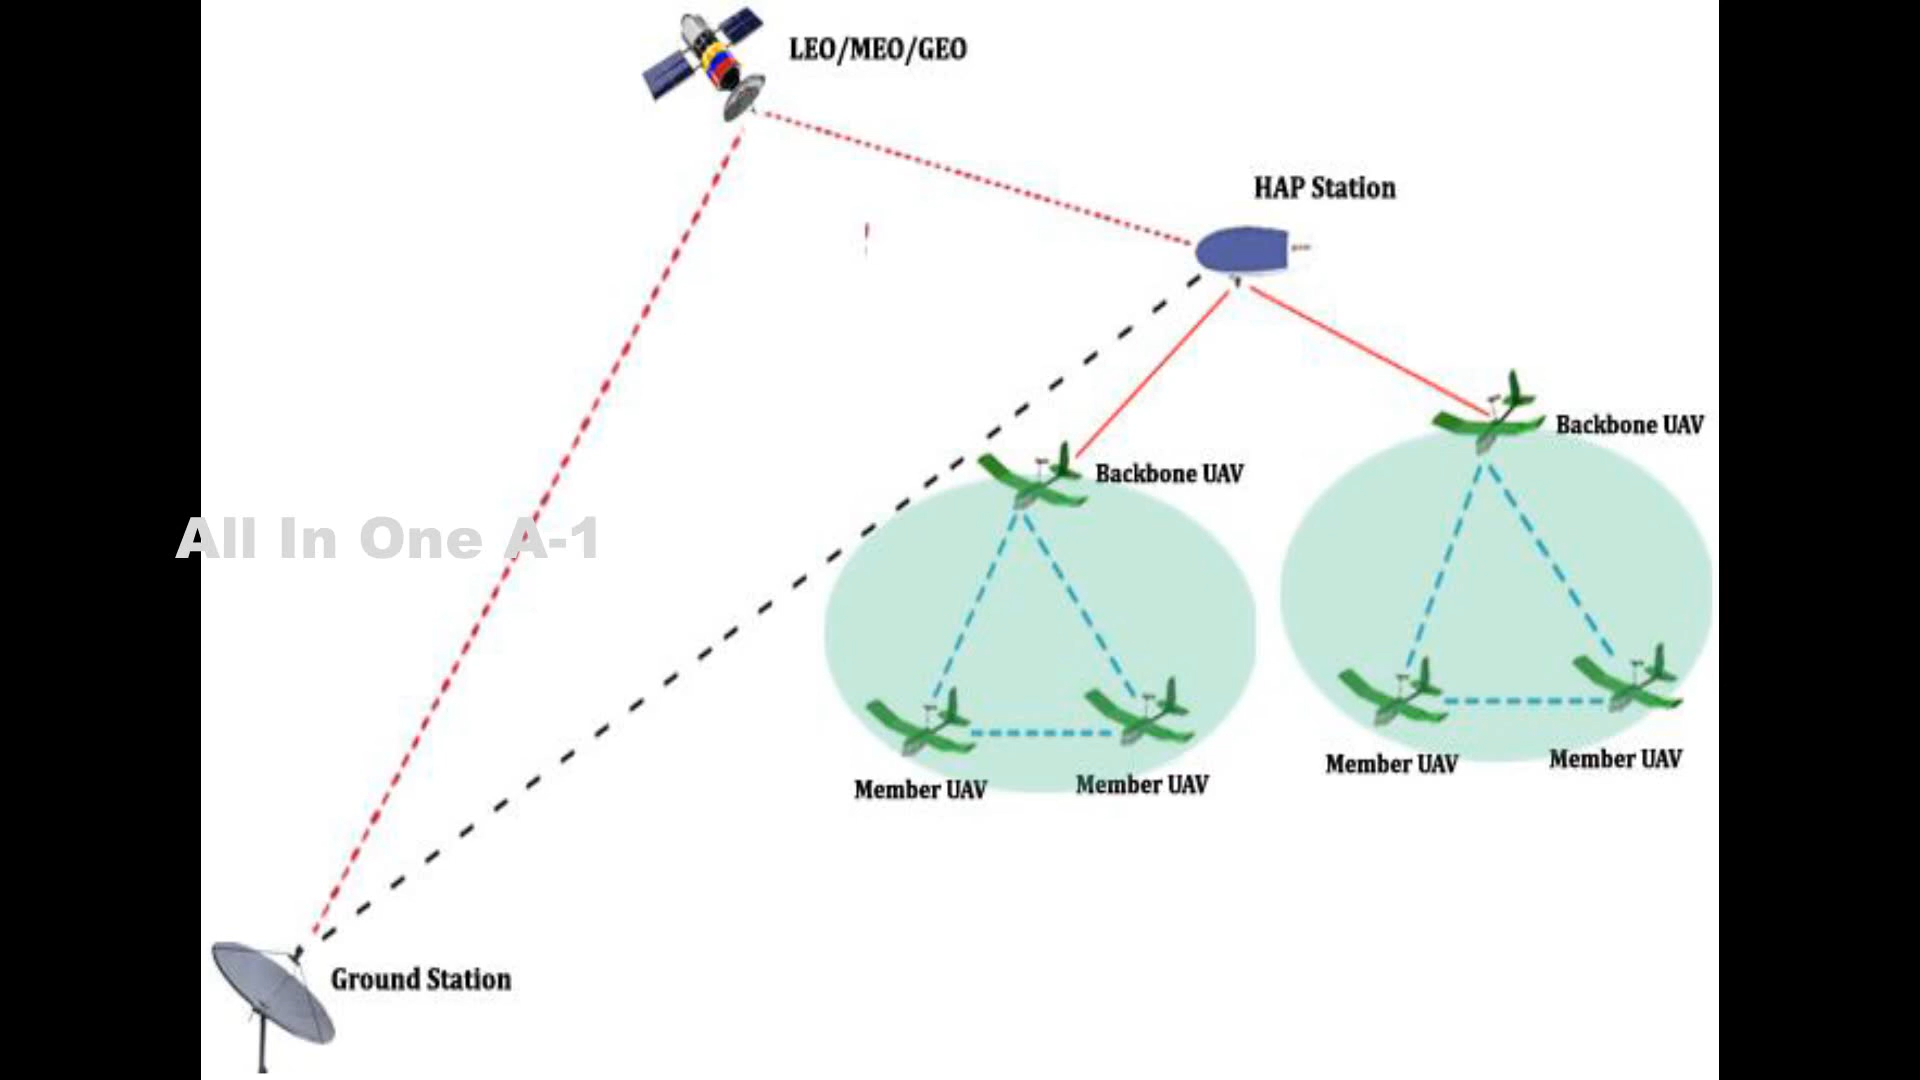 LEO/MEO/GEO
HAP Station
Backbone UAV
Backbone UAV
All In One A-1
Member UAV
Member UAV
Member UAV
Member UAV
Ground Station